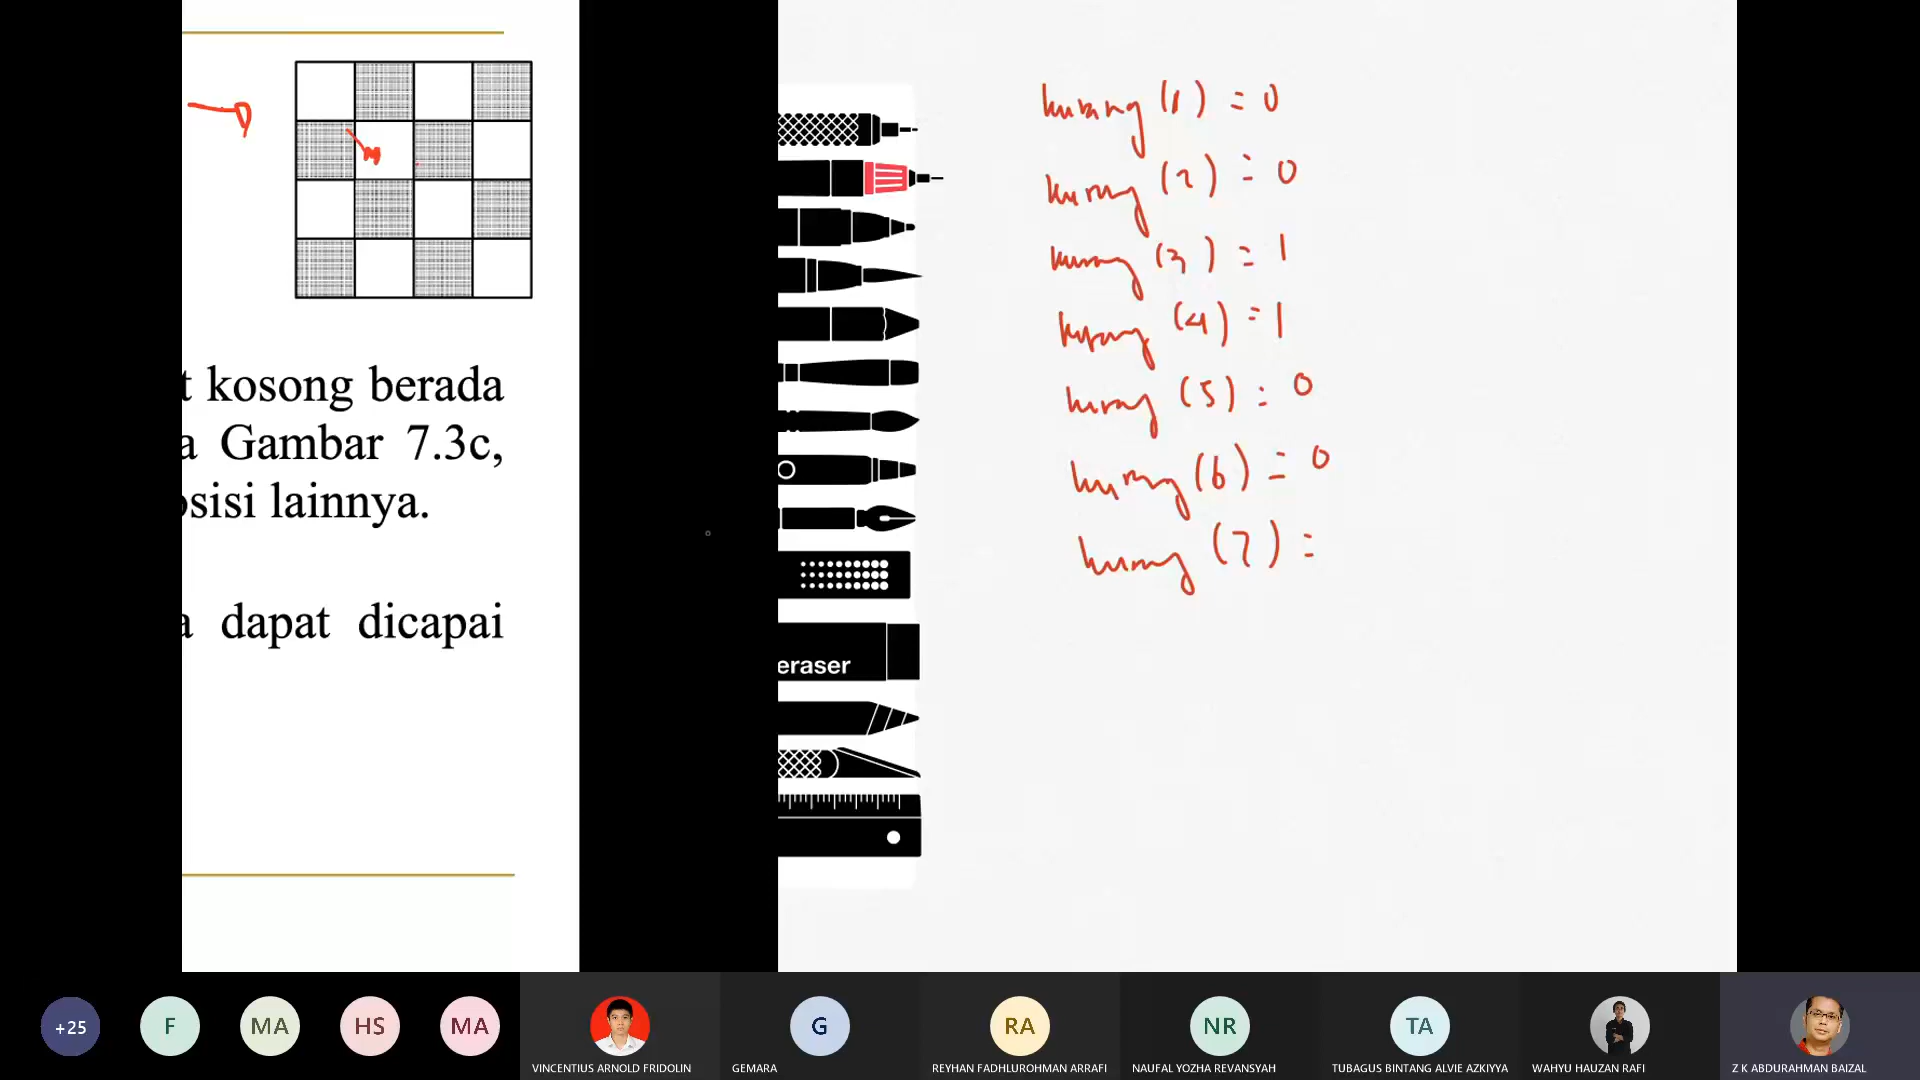 t kosong berada
a Gambar 7.3c,
osisi lainnya.
a dapat dicapai
eraser
kurang (1) = 0
kurang (2) = 0
kurang (3) = 1
kurang (4) = 1
kurang (5) = 0
kurang (6) = 0
kurang (7) =
+25
F
MA
HS
MA
G
RA
NR
TA
VINCENTIUS ARNOLD FRIDOLIN
GEMARA
REYHAN FADHLUROHMAN ARRAFI
NAUFAL YOZHA REVANSYAH
TUBAGUS BINTANG ALVIE AZKIYYA
WAHYU HAUZAN RAFI
Z K ABDURAHMAN BAIZAL